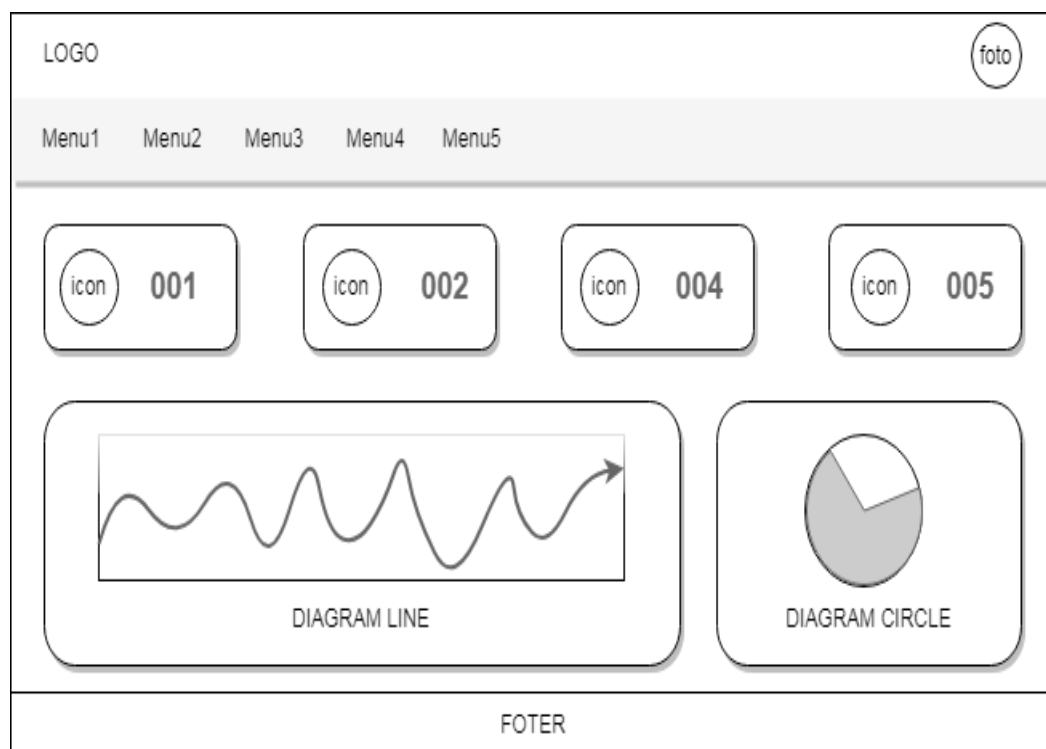 LOGO
foto
Menu1 Menu2 Menu3 Menu4 Menu5
icon 001
icon 002
icon 004
icon 005
DIAGRAM LINE
DIAGRAM CIRCLE
FOTER